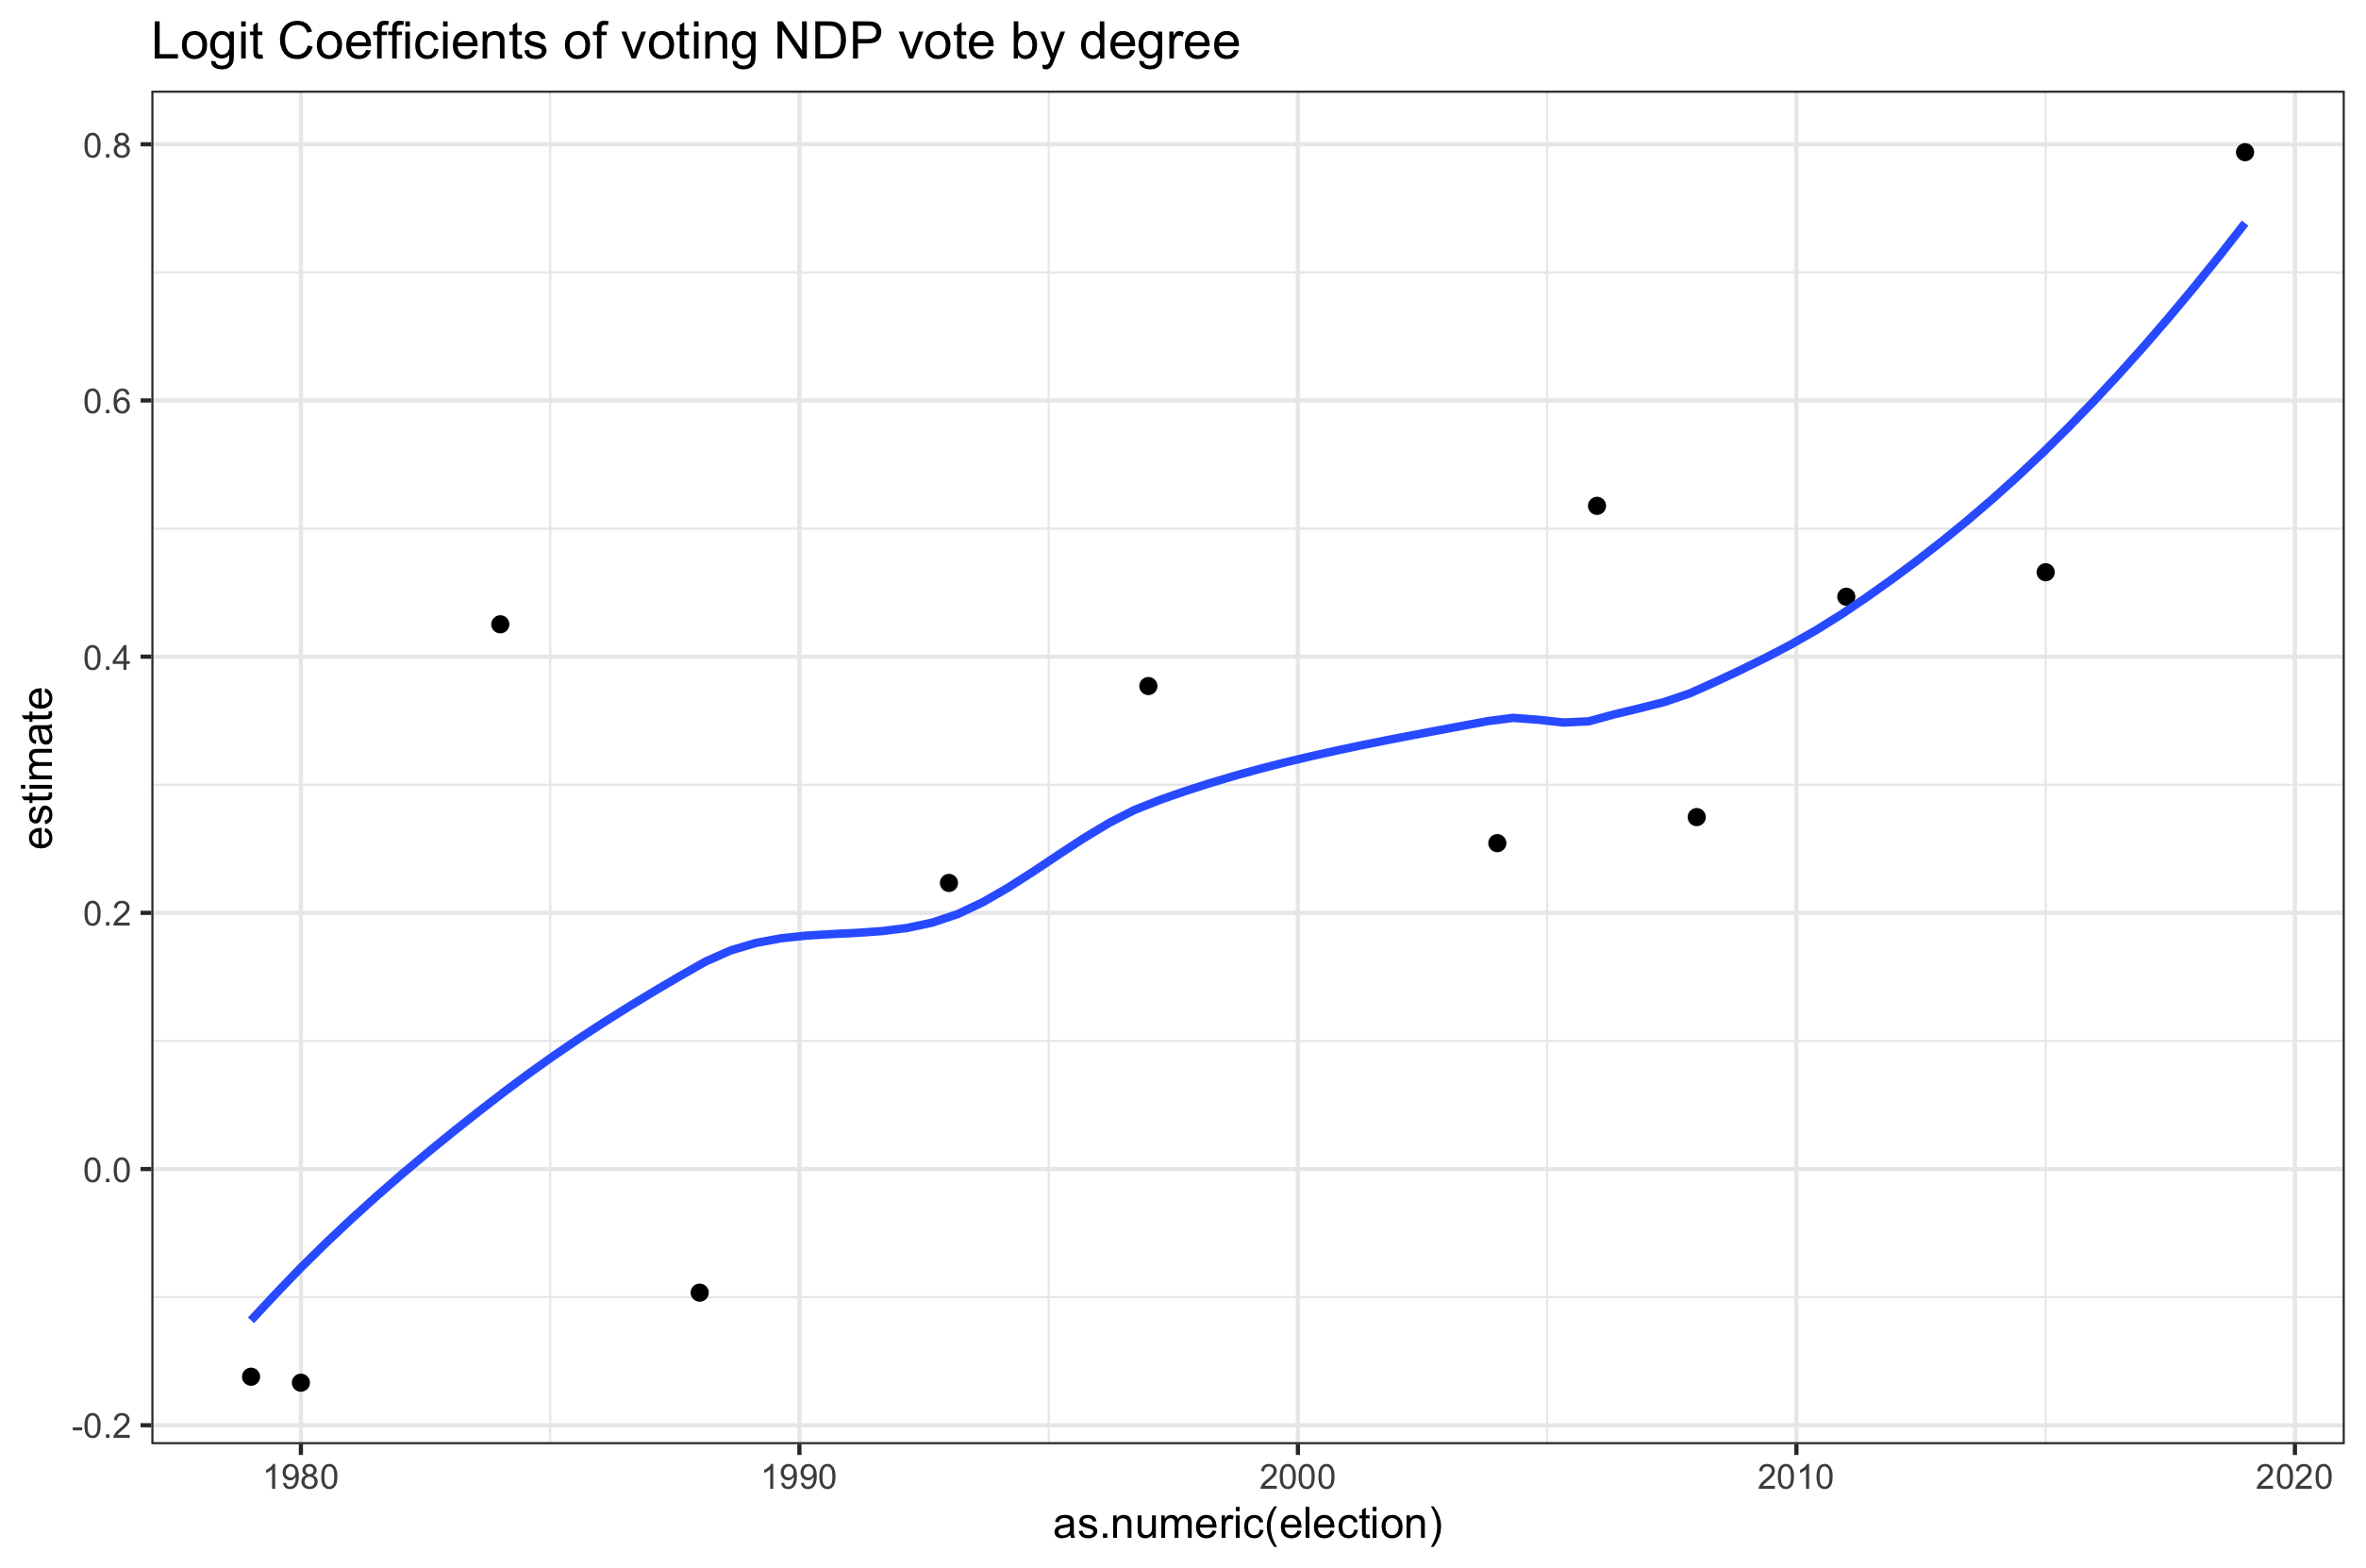 Logit Coefficients of voting NDP vote by degree
0.8
0.6
0.4
0.2
0.0
-0.2
estimate
1980 1990 2000 2010 2020
as.numeric(election)